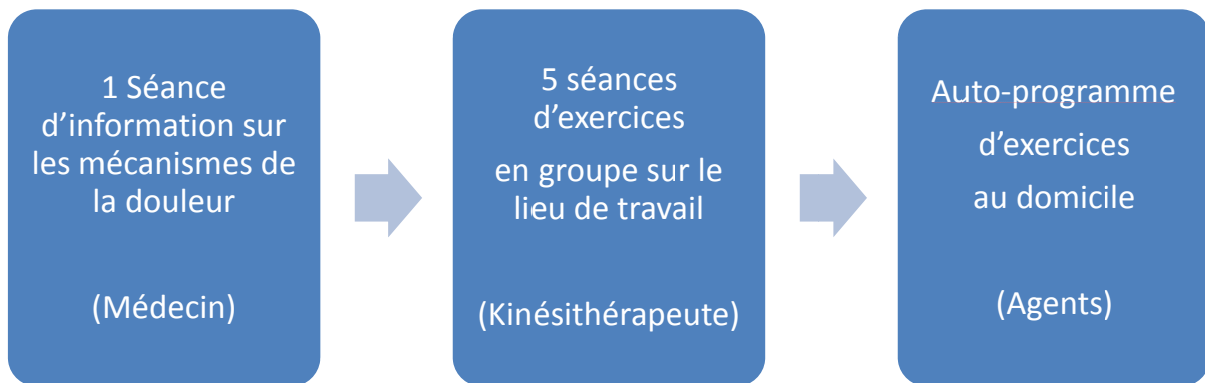 1 Séance
d’information sur
les mécanismes de
la douleur
(Médecin)
5 séances
d’exercices
en groupe sur le
lieu de travail
(Kinésithérapeute)
Auto-programme
d’exercices
au domicile
(Agents)